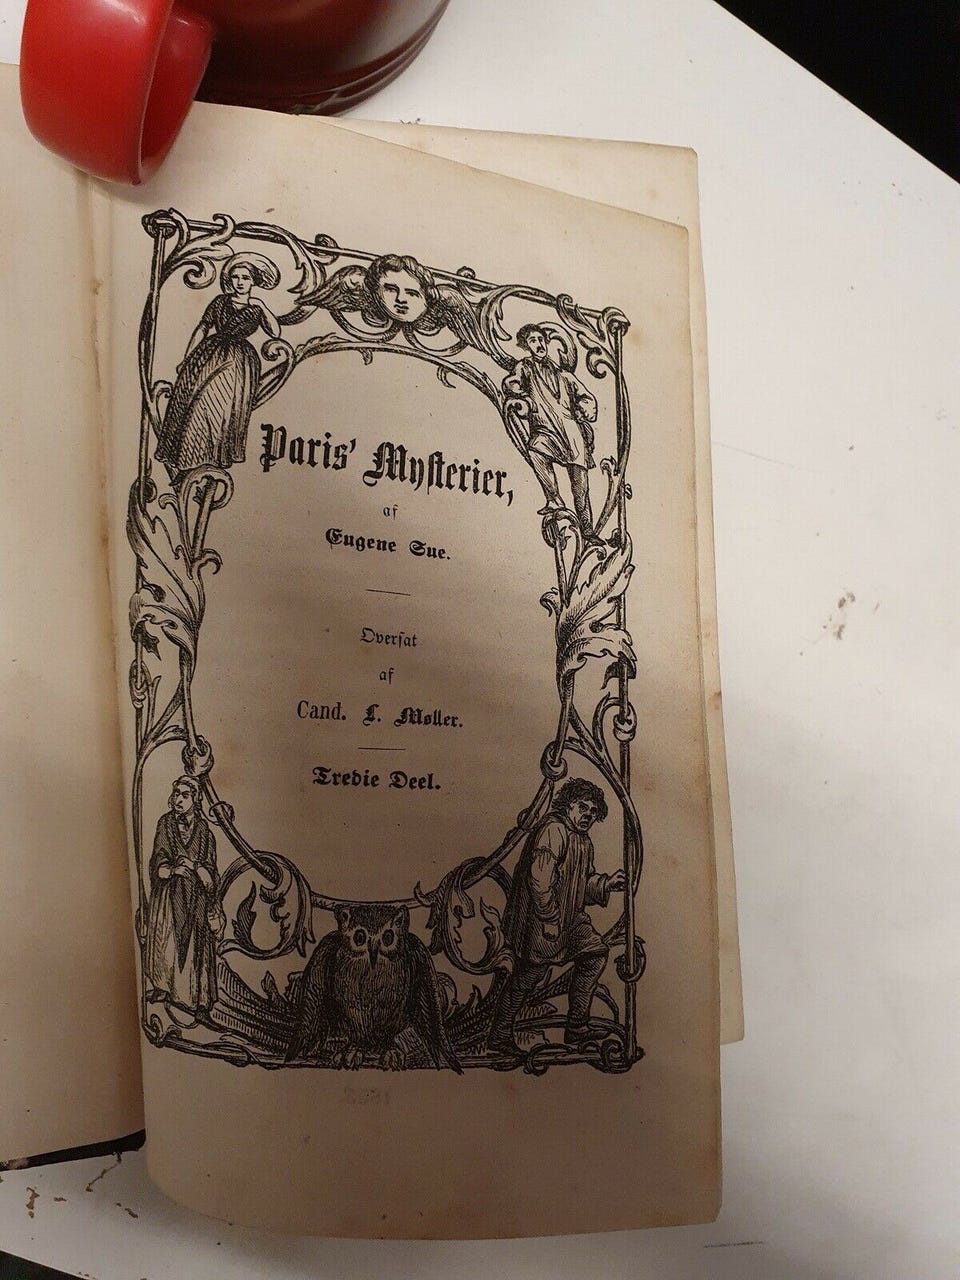 Paris' Mysterier,
af
Eugene Sue.
Oversat
af
Cand. L. Møller.
Tredie Deel.